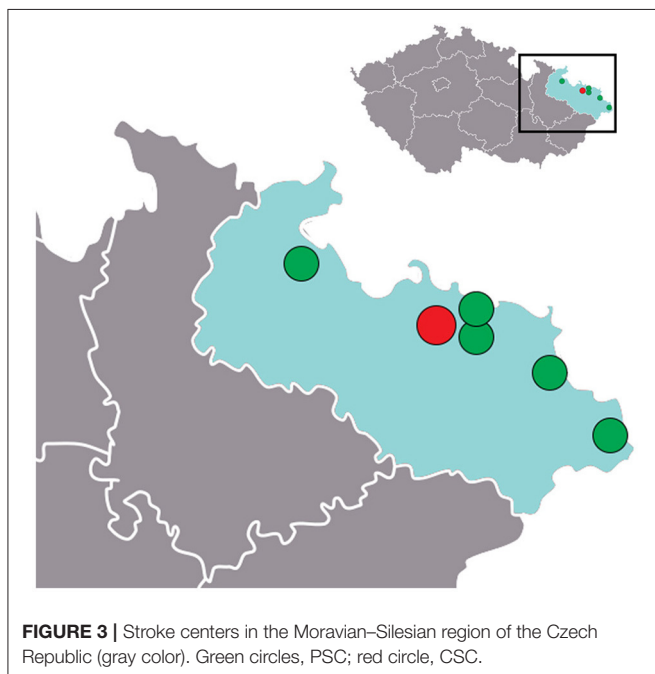 FIGURE 3 | Stroke centers in the Moravian–Silesian region of the Czech
Republic (gray color). Green circles, PSC; red circle, CSC.